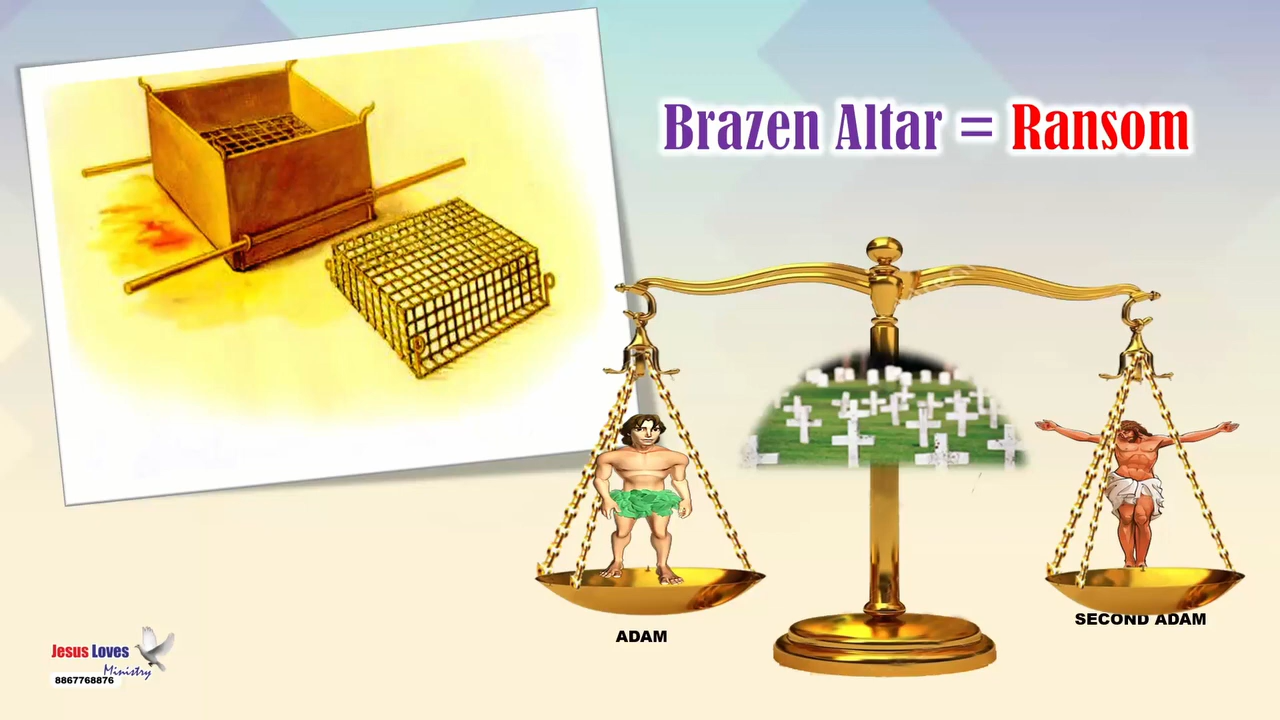 Brazen Altar = Ransom
ADAM
SECOND ADAM
Jesus Loves
Ministry
8867768876